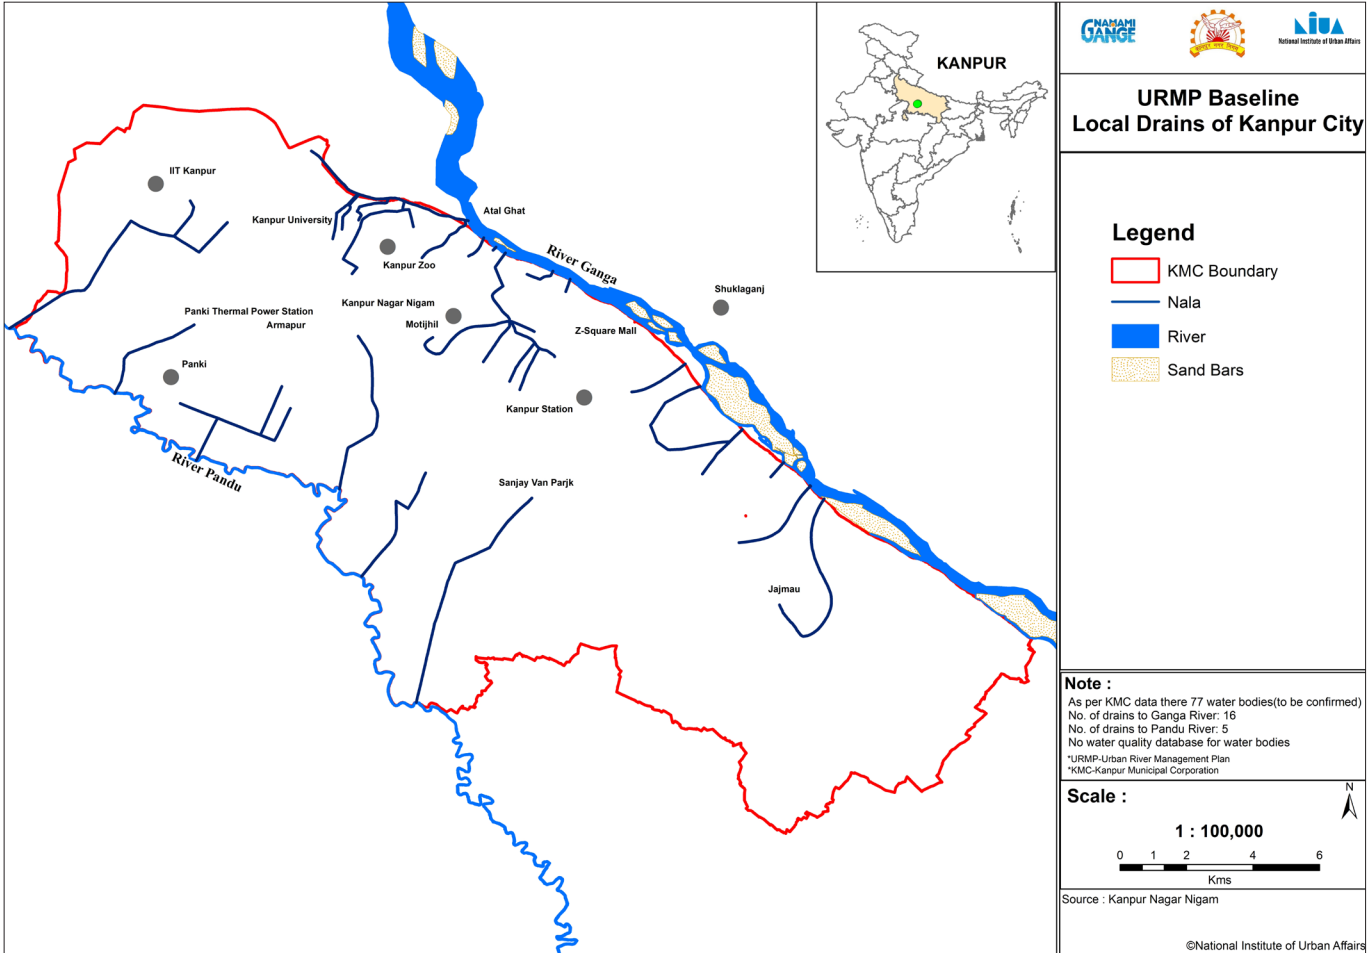 KANPUR
IIT Kanpur
Kanpur University
Atal Ghat
River Ganga
Kanpur Zoo
Shuklaganj
Kanpur Nagar Nigam
Panki Thermal Power Station
Armapur
Motijhil
Z-Square Mall
Panki
Kanpur Station
River Pandu
Sanjay Van Parjk
Jajmau
NAMAMI
GANGE
कानपुर नगर निगम
NIUA
National Institute of Urban Affairs
URMP Baseline
Local Drains of Kanpur City
Legend
KMC Boundary
Nala
River
Sand Bars
Note :
As per KMC data there 77 water bodies(to be confirmed)
No. of drains to Ganga River: 16
No. of drains to Pandu River: 5
No water quality database for water bodies
*URMP-Urban River Management Plan
*KMC-Kanpur Municipal Corporation
Scale :
N
1 : 100,000
0 1 2 4 6
Kms
Source : Kanpur Nagar Nigam
©National Institute of Urban Affairs